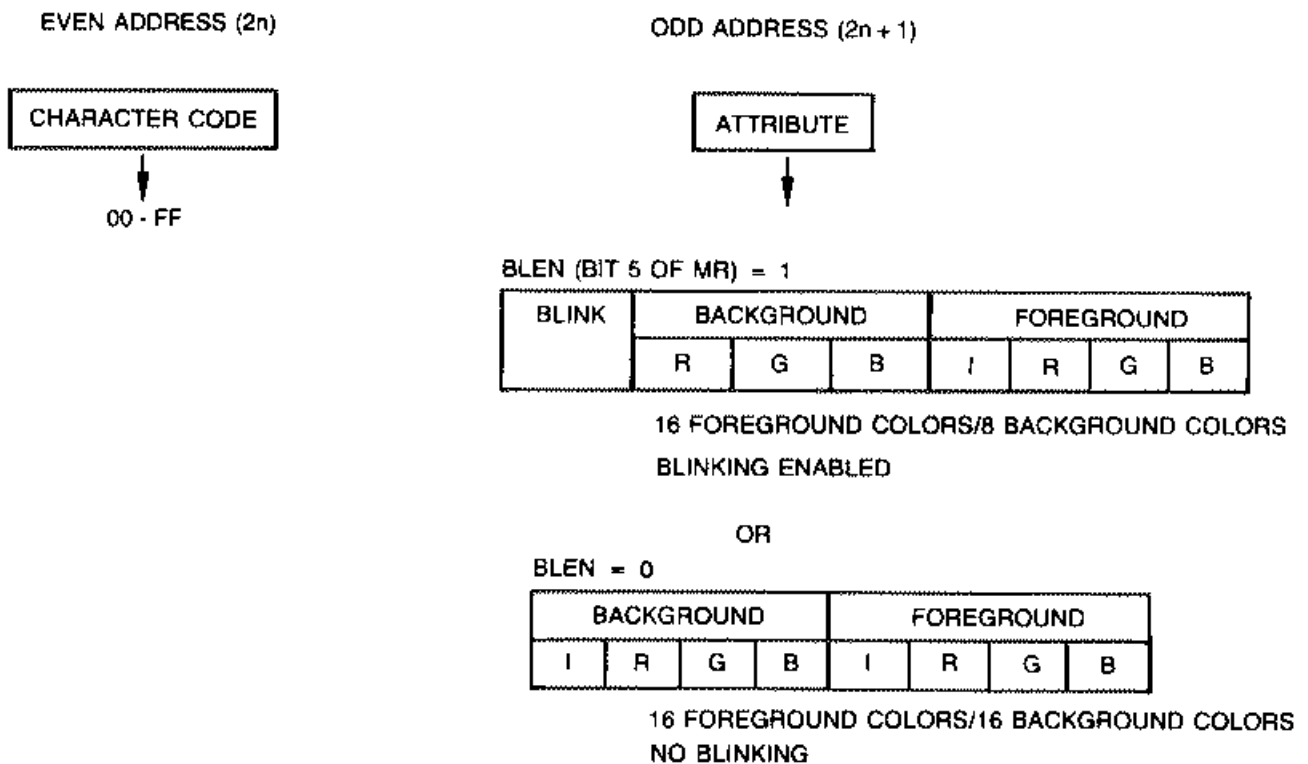 EVEN ADDRESS (2n)
ODD ADDRESS (2n + 1)
CHARACTER CODE
ATTRIBUTE
00 - FF
BLEN (BIT 5 OF MR) = 1
BLINK BACKGROUND FOREGROUND
R G B I R G B
16 FOREGROUND COLORS/8 BACKGROUND COLORS
BLINKING ENABLED
OR
BLEN = 0
BACKGROUND FOREGROUND
I R G B I R G B
16 FOREGROUND COLORS/16 BACKGROUND COLORS
NO BLINKING